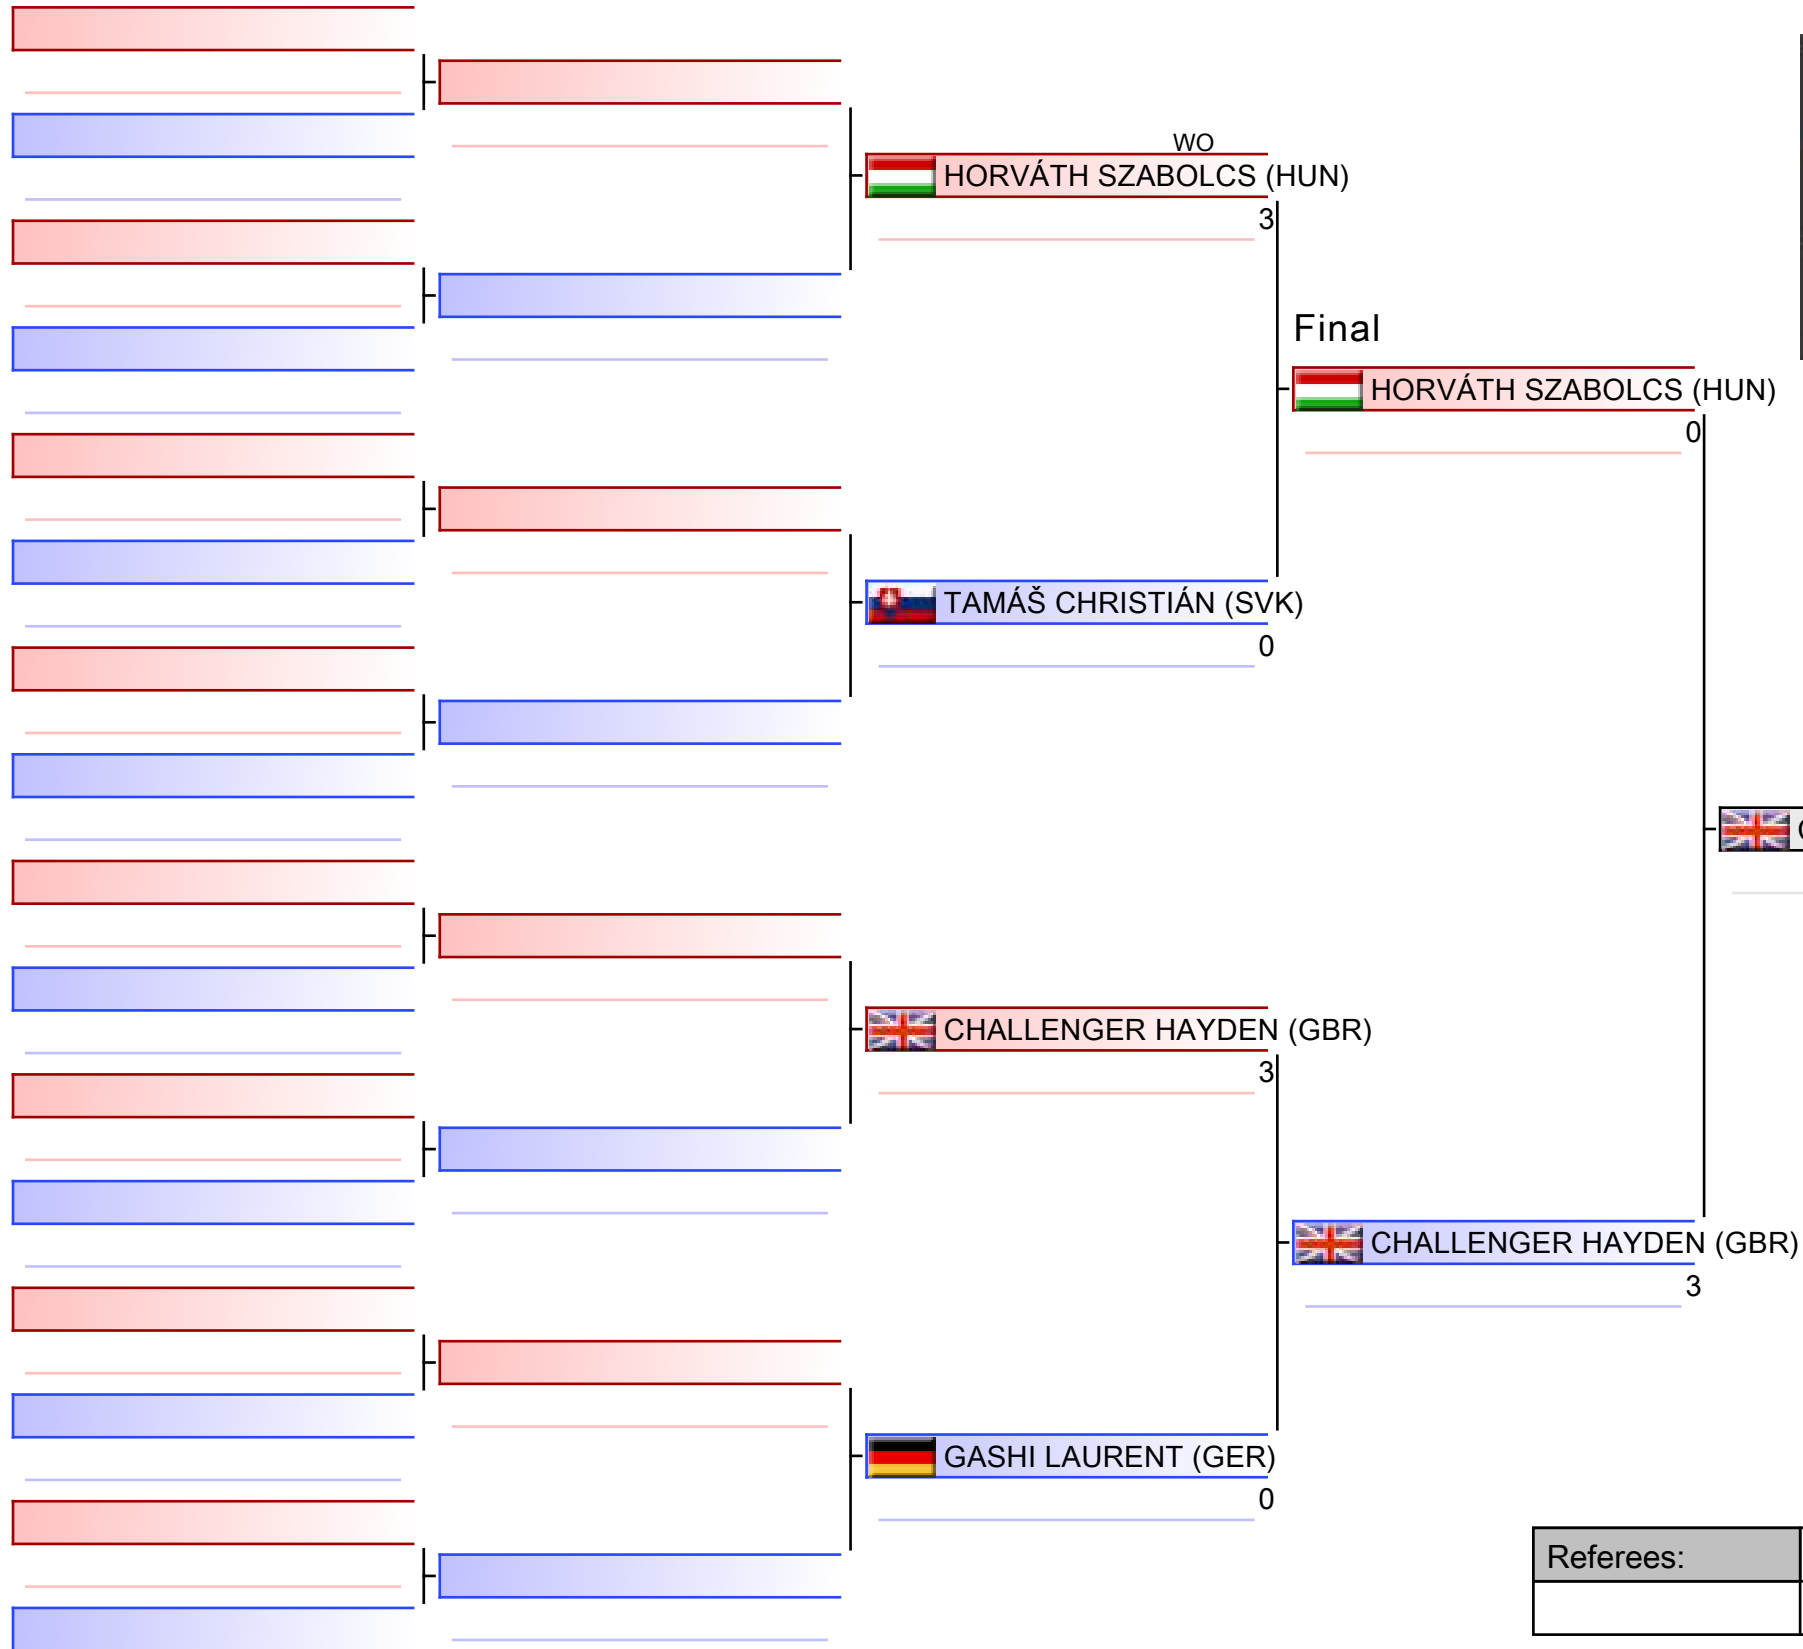 WO
HORVÁTH SZABOLCS (HUN)
3
Final
HORVÁTH SZABOLCS (HUN)
0
TAMÁŠ CHRISTIÁN (SVK)
0
CHALLENGER HAYDEN (GBR)
3
CHALLENGER HAYDEN (GBR)
3
GASHI LAURENT (GER)
0
Referees: